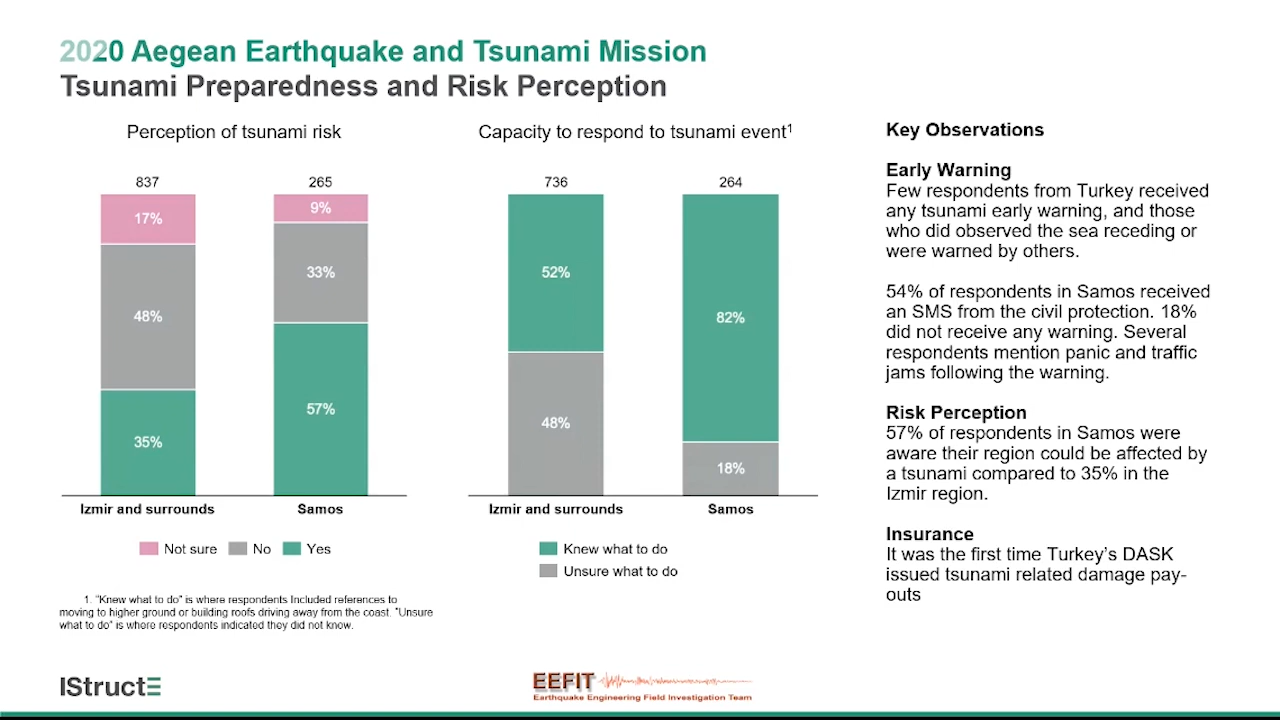 2020 Aegean Earthquake and Tsunami Mission
Tsunami Preparedness and Risk Perception
Perception of tsunami risk
837
265
17%
9%
48%
33%
35%
57%
Izmir and surrounds
Samos
Not sure
No
Yes
Capacity to respond to tsunami event1
736
264
52%
82%
48%
18%
Izmir and surrounds
Samos
Knew what to do
Unsure what to do
1. "Knew what to do" is where respondents Included references to
moving to higher ground or building roofs driving away from the coast. "Unsure
what to do" is where respondents indicated they did not know.
Key Observations
Early Warning
Few respondents from Turkey received
any tsunami early warning, and those
who did observed the sea receding or
were warned by others.
54% of respondents in Samos received
an SMS from the civil protection. 18%
did not receive any warning. Several
respondents mention panic and traffic
jams following the warning.
Risk Perception
57% of respondents in Samos were
aware their region could be affected by
a tsunami compared to 35% in the
Izmir region.
Insurance
It was the first time Turkey's DASK
issued tsunami related damage pay-
outs
IStructE
EEFIT
Earthquake Engineering Field Investigation Team